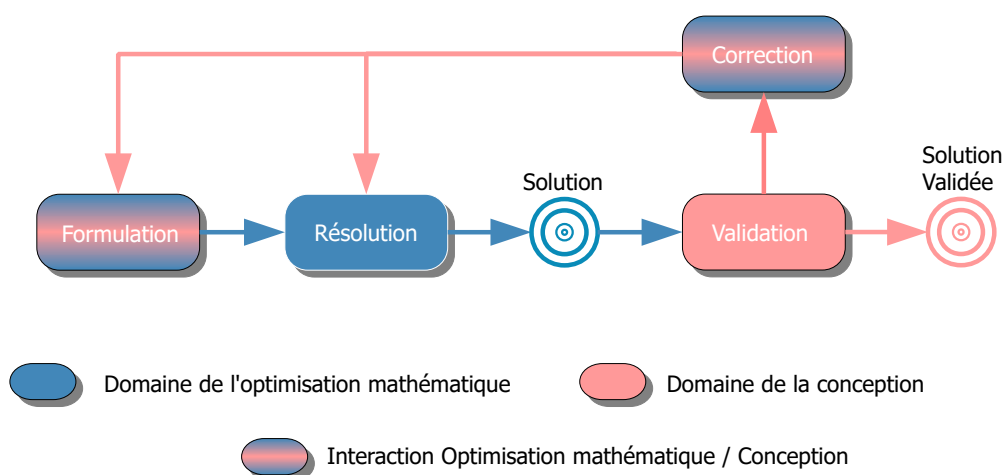 Correction
Solution
Validée
Solution
Formulation
Résolution
Validation
Domaine de l'optimisation mathématique
Domaine de la conception
Interaction Optimisation mathématique / Conception